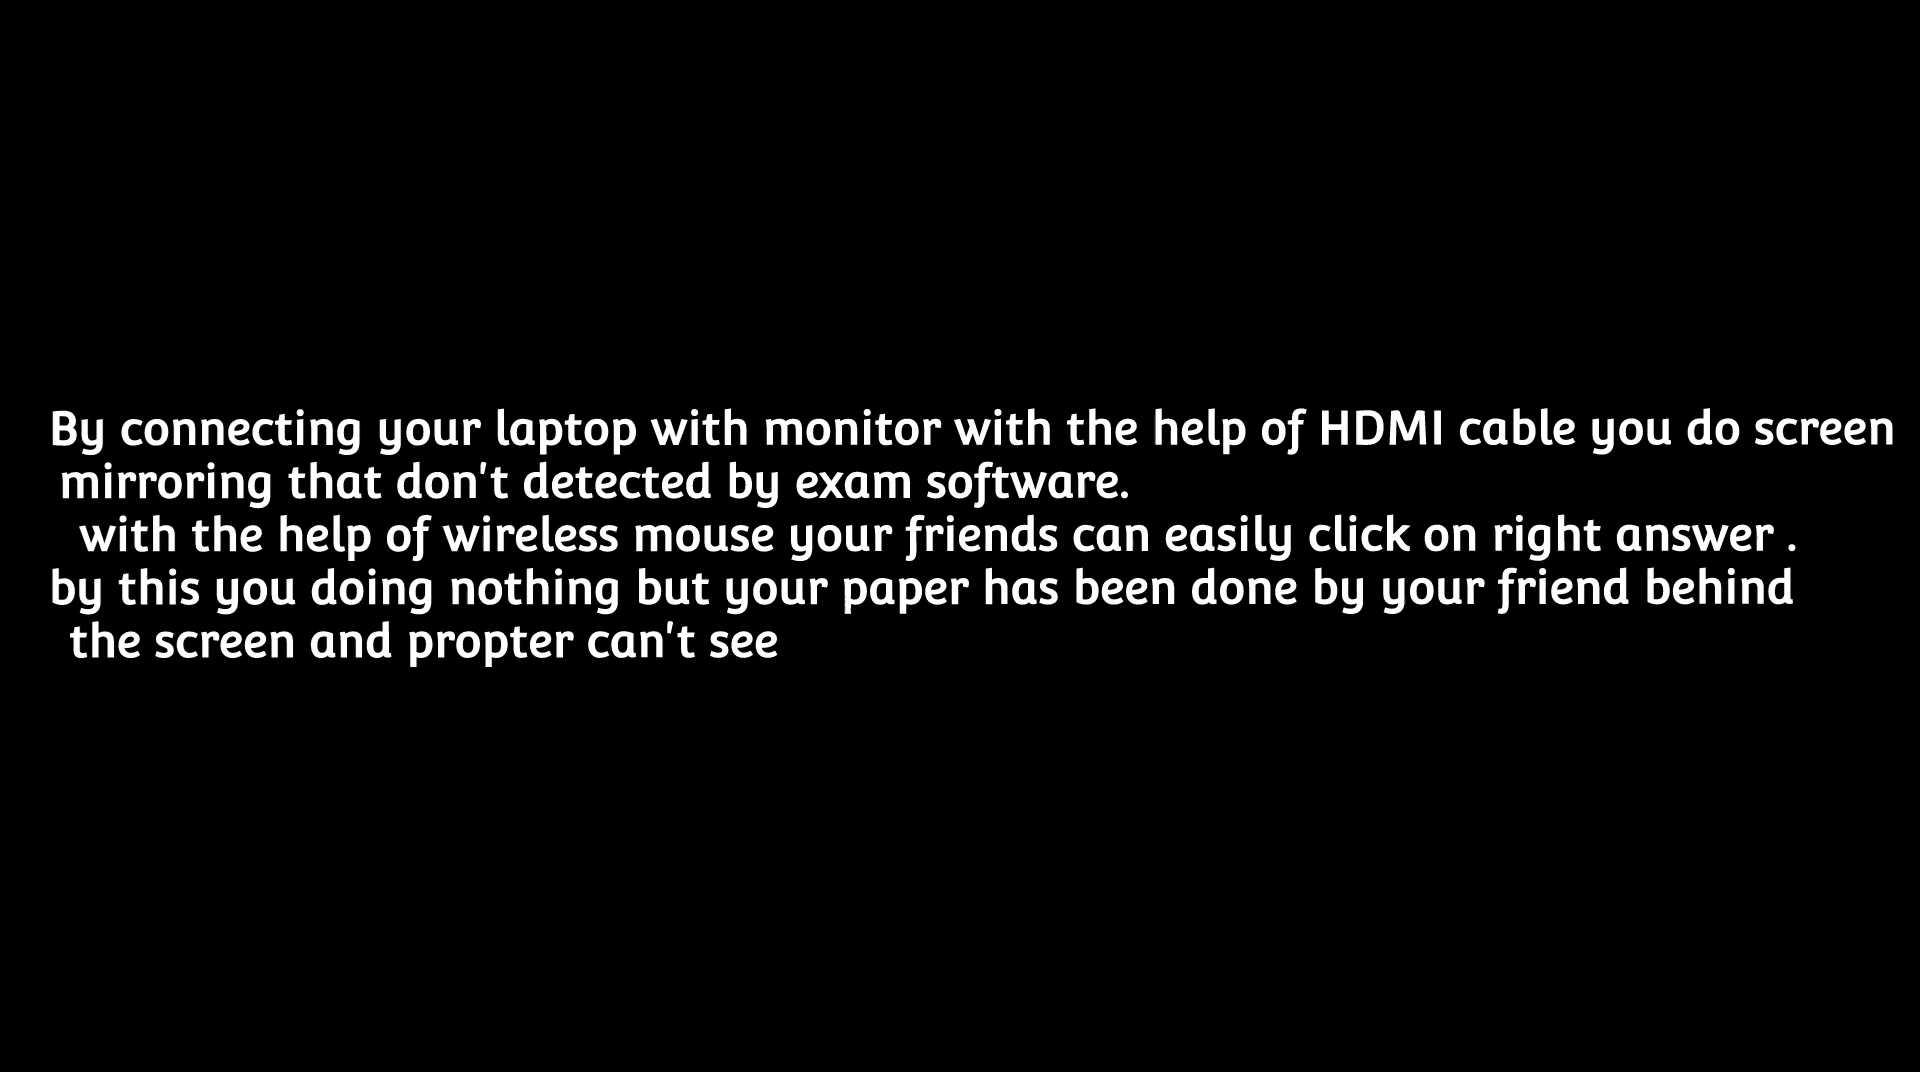 By connecting your laptop with monitor with the help of HDMI cable you do screen
mirroring that don't detected by exam software.
with the help of wireless mouse your friends can easily click on right answer .
by this you doing nothing but your paper has been done by your friend behind
the screen and propter can't see